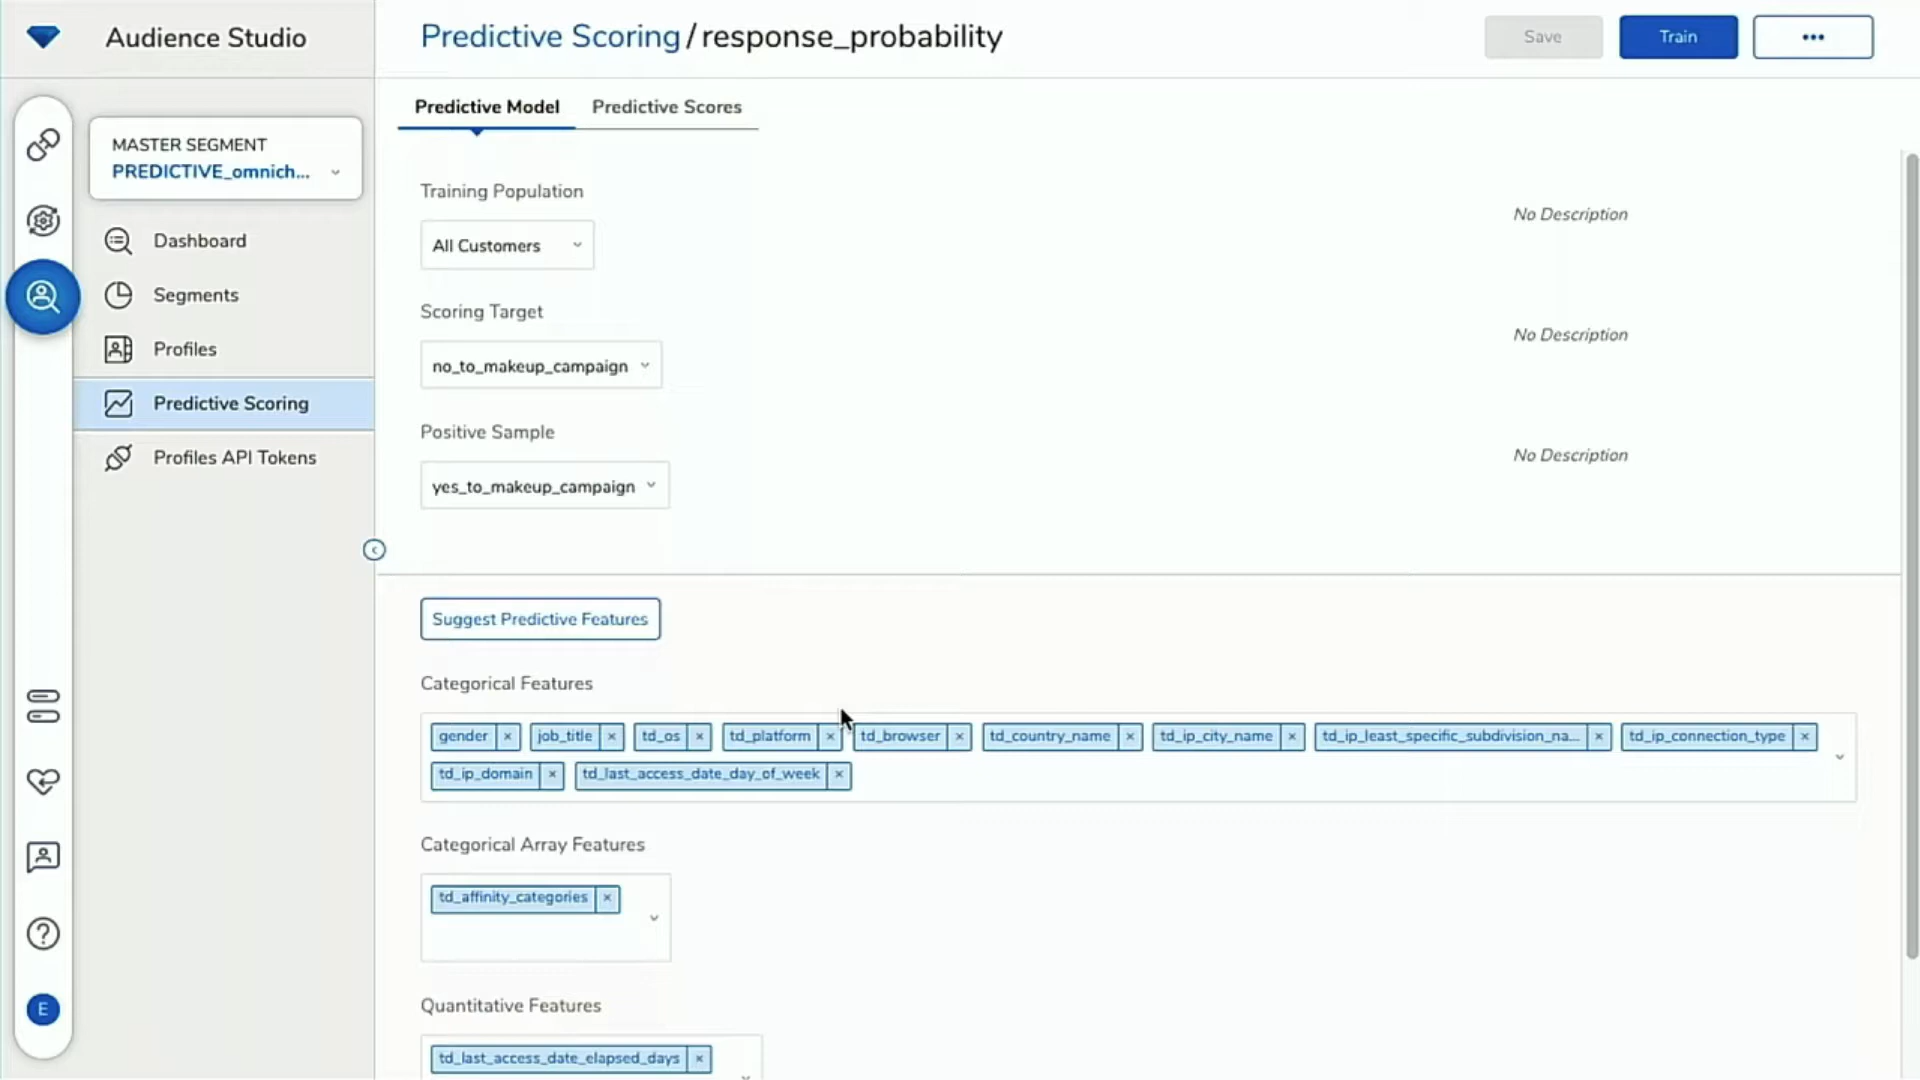 Audience Studio
Predictive Scoring / response_probability
Save
Train
•••
Predictive Model
Predictive Scores
MASTER SEGMENT
PREDICTIVE_omnich...
Dashboard
Segments
Profiles
Predictive Scoring
Profiles API Tokens
E
Training Population
All Customers
No Description
Scoring Target
no_to_makeup_campaign
No Description
Positive Sample
yes_to_makeup_campaign
No Description
Suggest Predictive Features
Categorical Features
gender × job_title × td_os × td_platform × td_browser × td_country_name × td_ip_city_name × td_ip_least_specific_subdivision_na... × td_ip_connection_type ×
td_ip_domain × td_last_access_date_day_of_week ×
Categorical Array Features
td_affinity_categories ×
Quantitative Features
td_last_access_date_elapsed_days ×